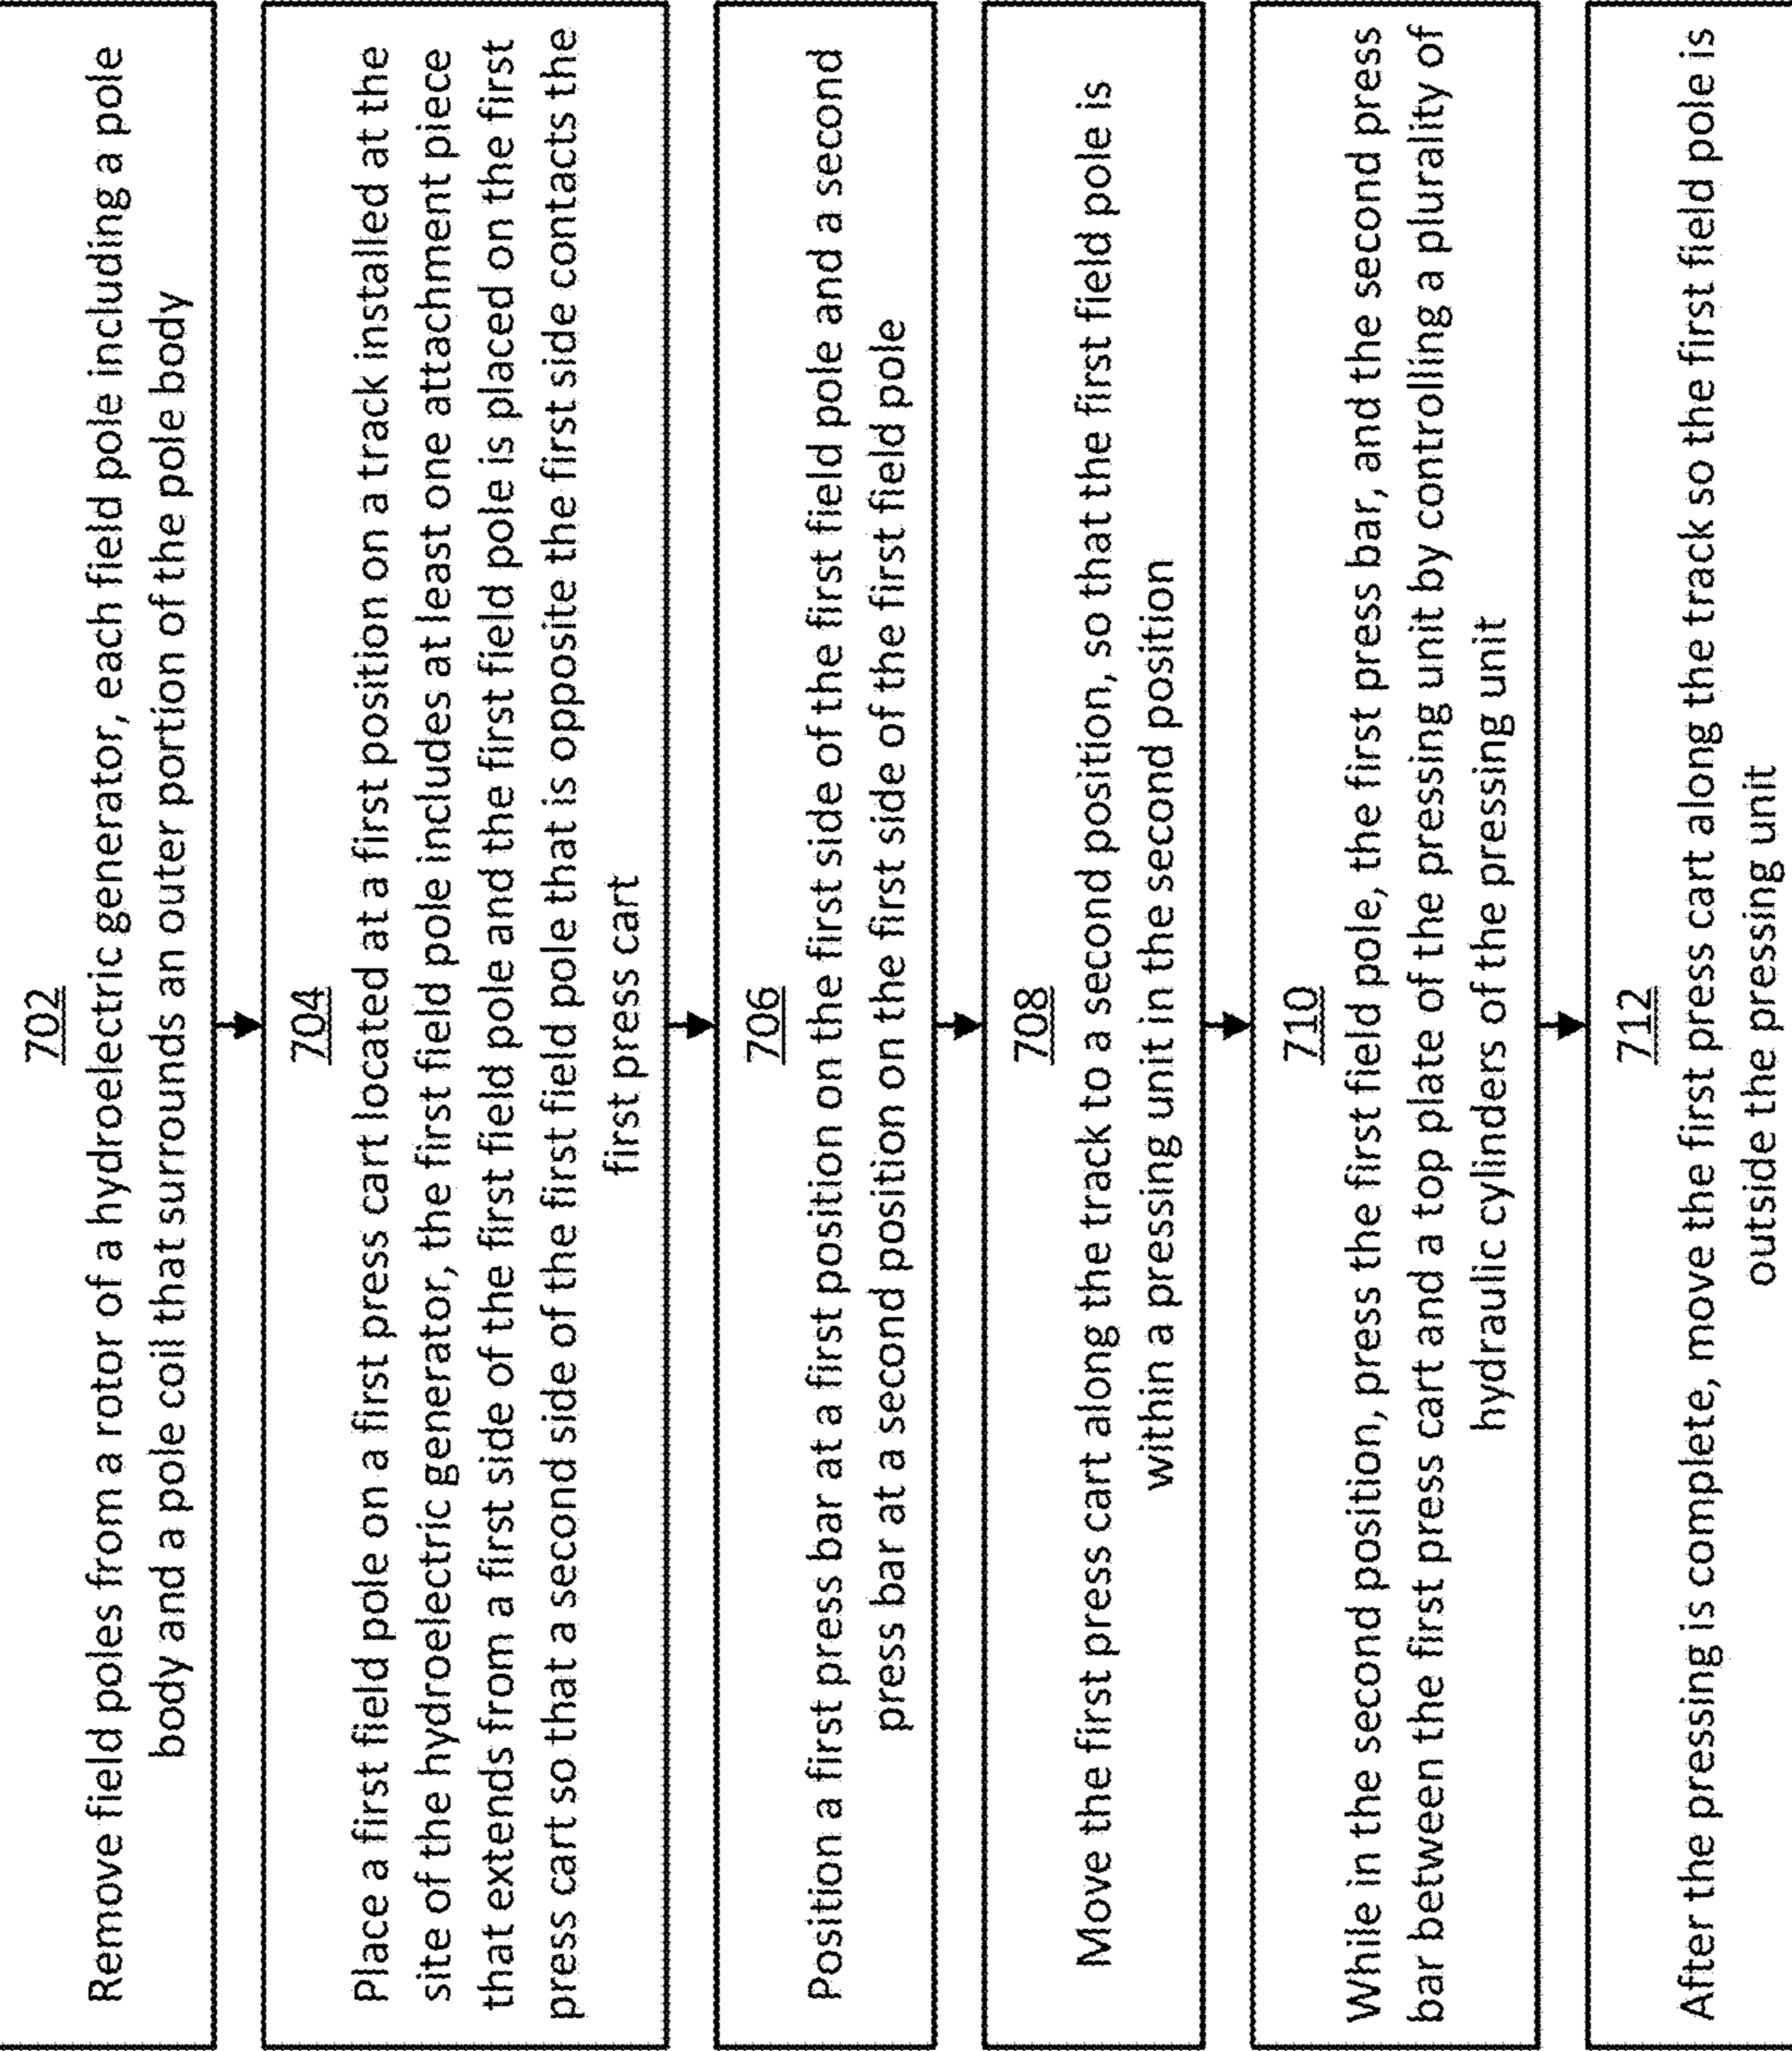 702
Remove field poles from a rotor of a hydroelectric generator, each field pole including a pole
body and a pole coil that surrounds an outer portion of the pole body
704
Place a first field pole on a first press cart located at a first position on a track installed at the
site of the hydroelectric generator, the first field pole includes at least one attachment piece
that extends from a first side of the first field pole and the first field pole is placed on the first
press cart so that a second side of the first field pole that is opposite the first side contacts the
first press cart
706
Position a first press bar at a first position on the first side of the first field pole and a second
press bar at a second position on the first side of the first field pole
708
Move the first press cart along the track to a second position, so that the first field pole is
within a pressing unit in the second position
710
While in the second position, press the first field pole, the first press bar, and the second press
bar between the first press cart and a top plate of the pressing unit by controlling a plurality of
hydraulic cylinders of the pressing unit
712
After the pressing is complete, move the first press cart along the track so the first field pole is
outside the pressing unit